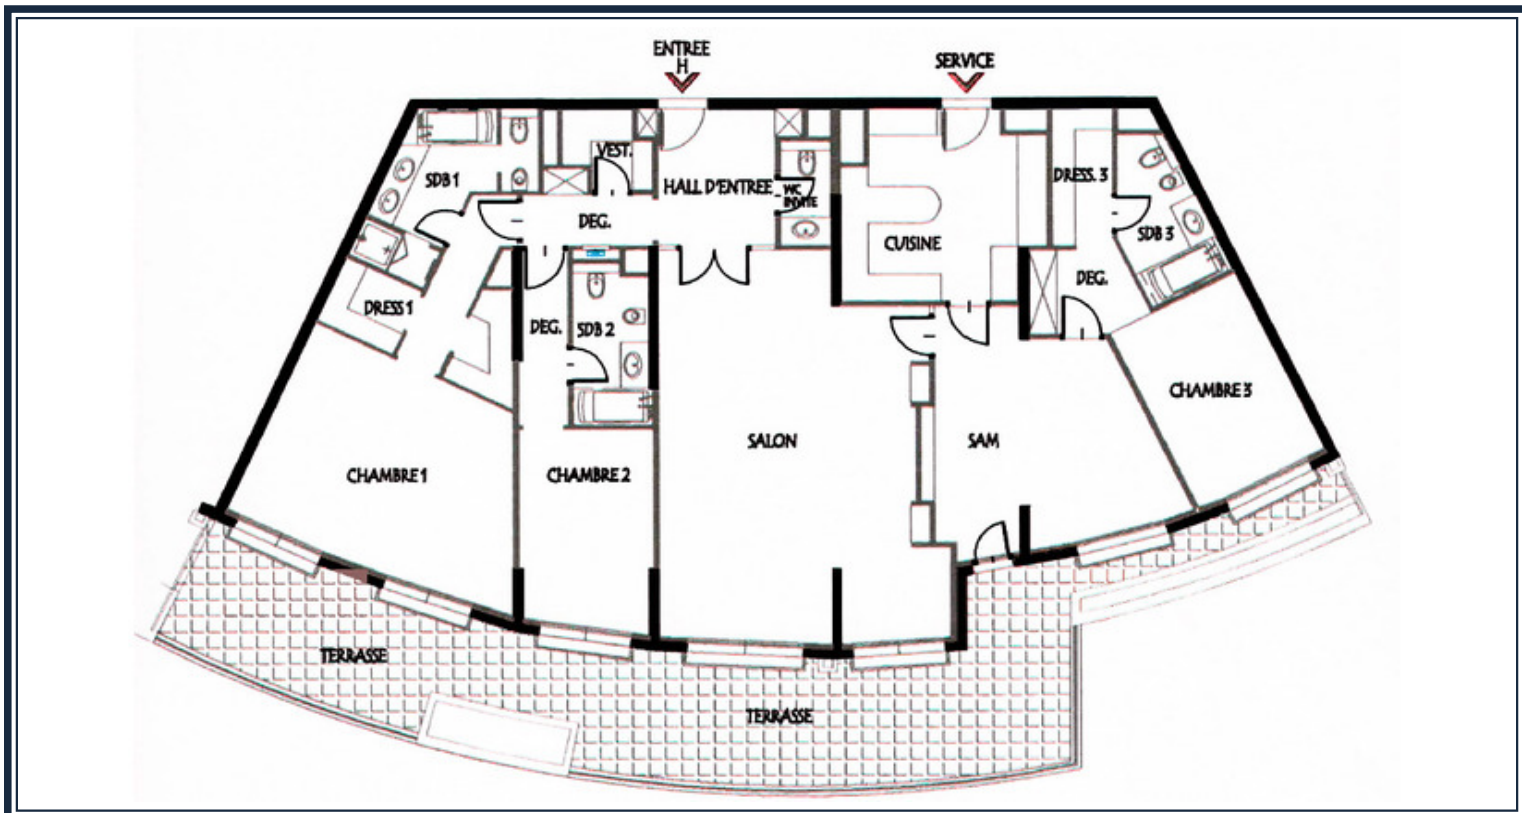 ENTREE
H
SERVICE
VEST.
SDB 1
HALL D'ENTREE
WC
INVITE
DRESS. 3
DEG.
CUISINE
SDB 3
DEG.
DRESS 1
DEG.
SDB 2
CHAMBRE 3
SALON
SAM
CHAMBRE 1
CHAMBRE 2
TERRASSE
TERRASSE